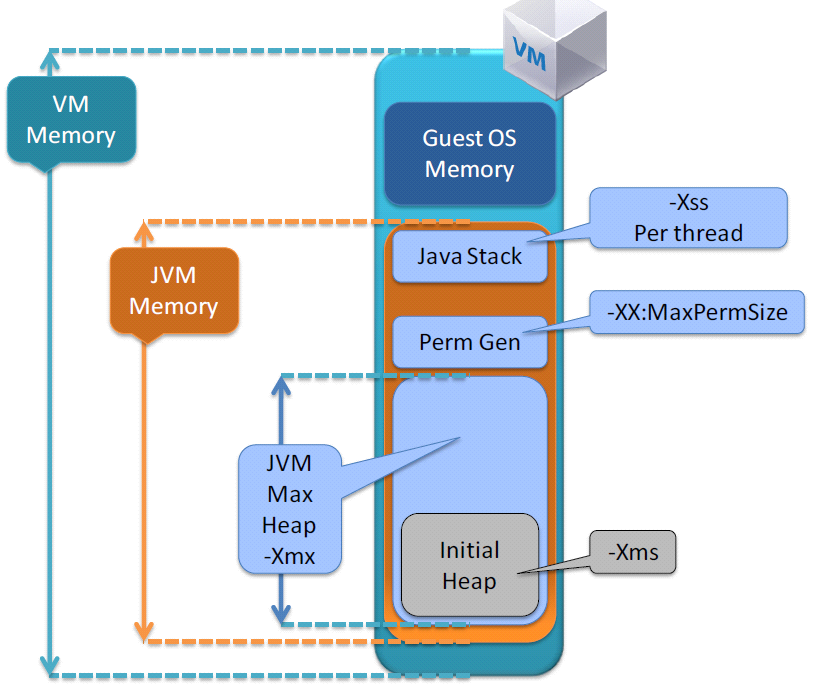 VM
VM
Memory
Guest OS
Memory
-Xss
Per thread
Java Stack
JVM
Memory
-XX:MaxPermSize
Perm Gen
JVM
Max
Heap
-Xmx
Initial
Heap
-Xms